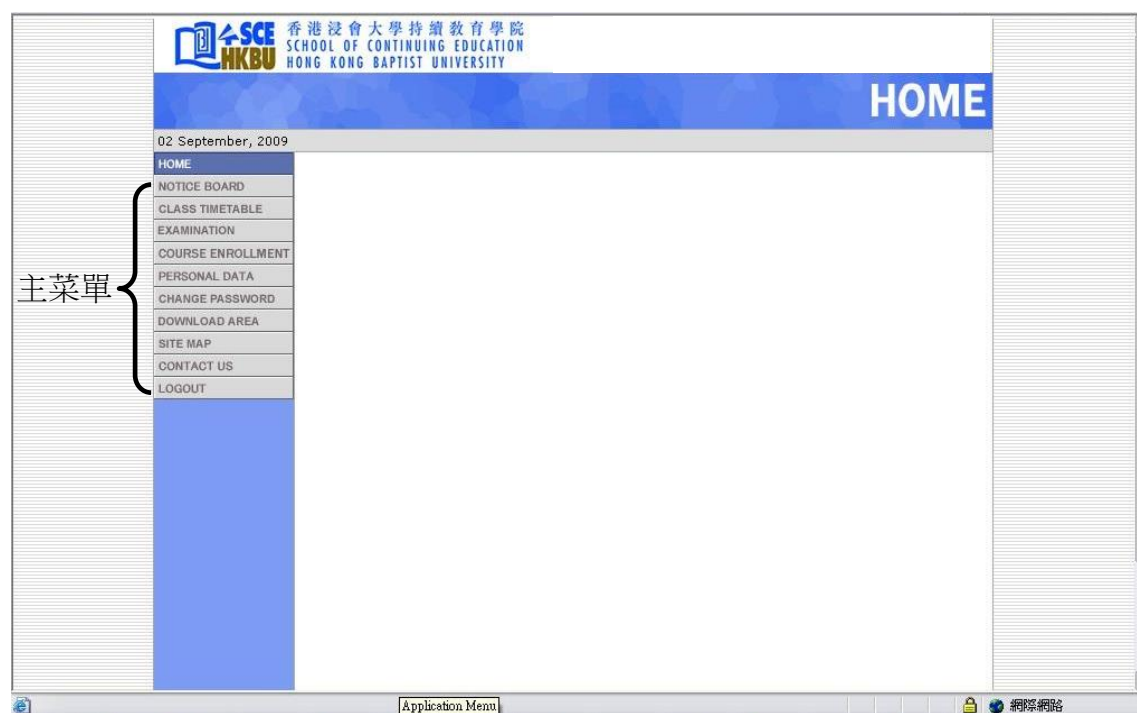 SCE
HKBU
香港浸會大學持續教育學院
SCHOOL OF CONTINUING EDUCATION
HONG KONG BAPTIST UNIVERSITY
HOME
02 September, 2009
HOME
NOTICE BOARD
CLASS TIMETABLE
EXAMINATION
COURSE ENROLLMENT
PERSONAL DATA
CHANGE PASSWORD
DOWNLOAD AREA
SITE MAP
CONTACT US
LOGOUT
主菜單
Application Menu
網際網路